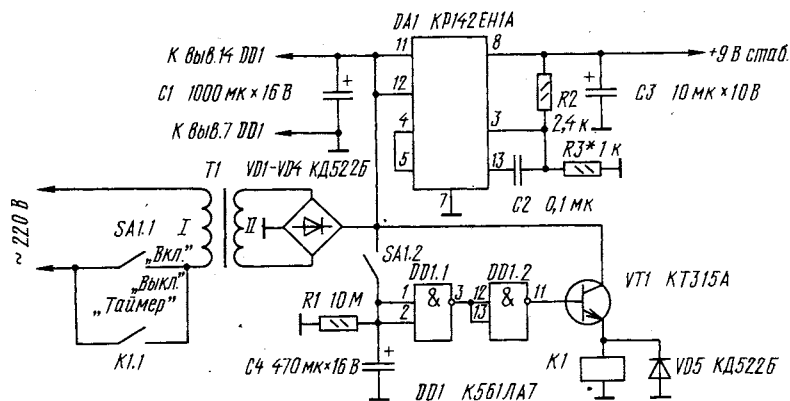 DA1 КР142ЕН1А
К выв.14 DD1
11
8
+9 В стаб.
C1 1000 мк×16 В
+
12
R2
2,4 к
+
C3 10 мк×10 В
К выв.7 DD1
4
3
5
13
R3* 1 к
7
C2 0,1 мк
T1
VD1-VD4 КД522Б
~220 В
I
II
SA1.1
„Вкл.”
„Выкл.”
„Таймер”
K1.1
SA1.2
DD1.1
DD1.2
VT1 КТ315А
R1 10 М
1
2
&
3
12
13
&
11
+
C4 470 мк×16 В
K1
VD5 КД522Б
DD1 К561ЛА7